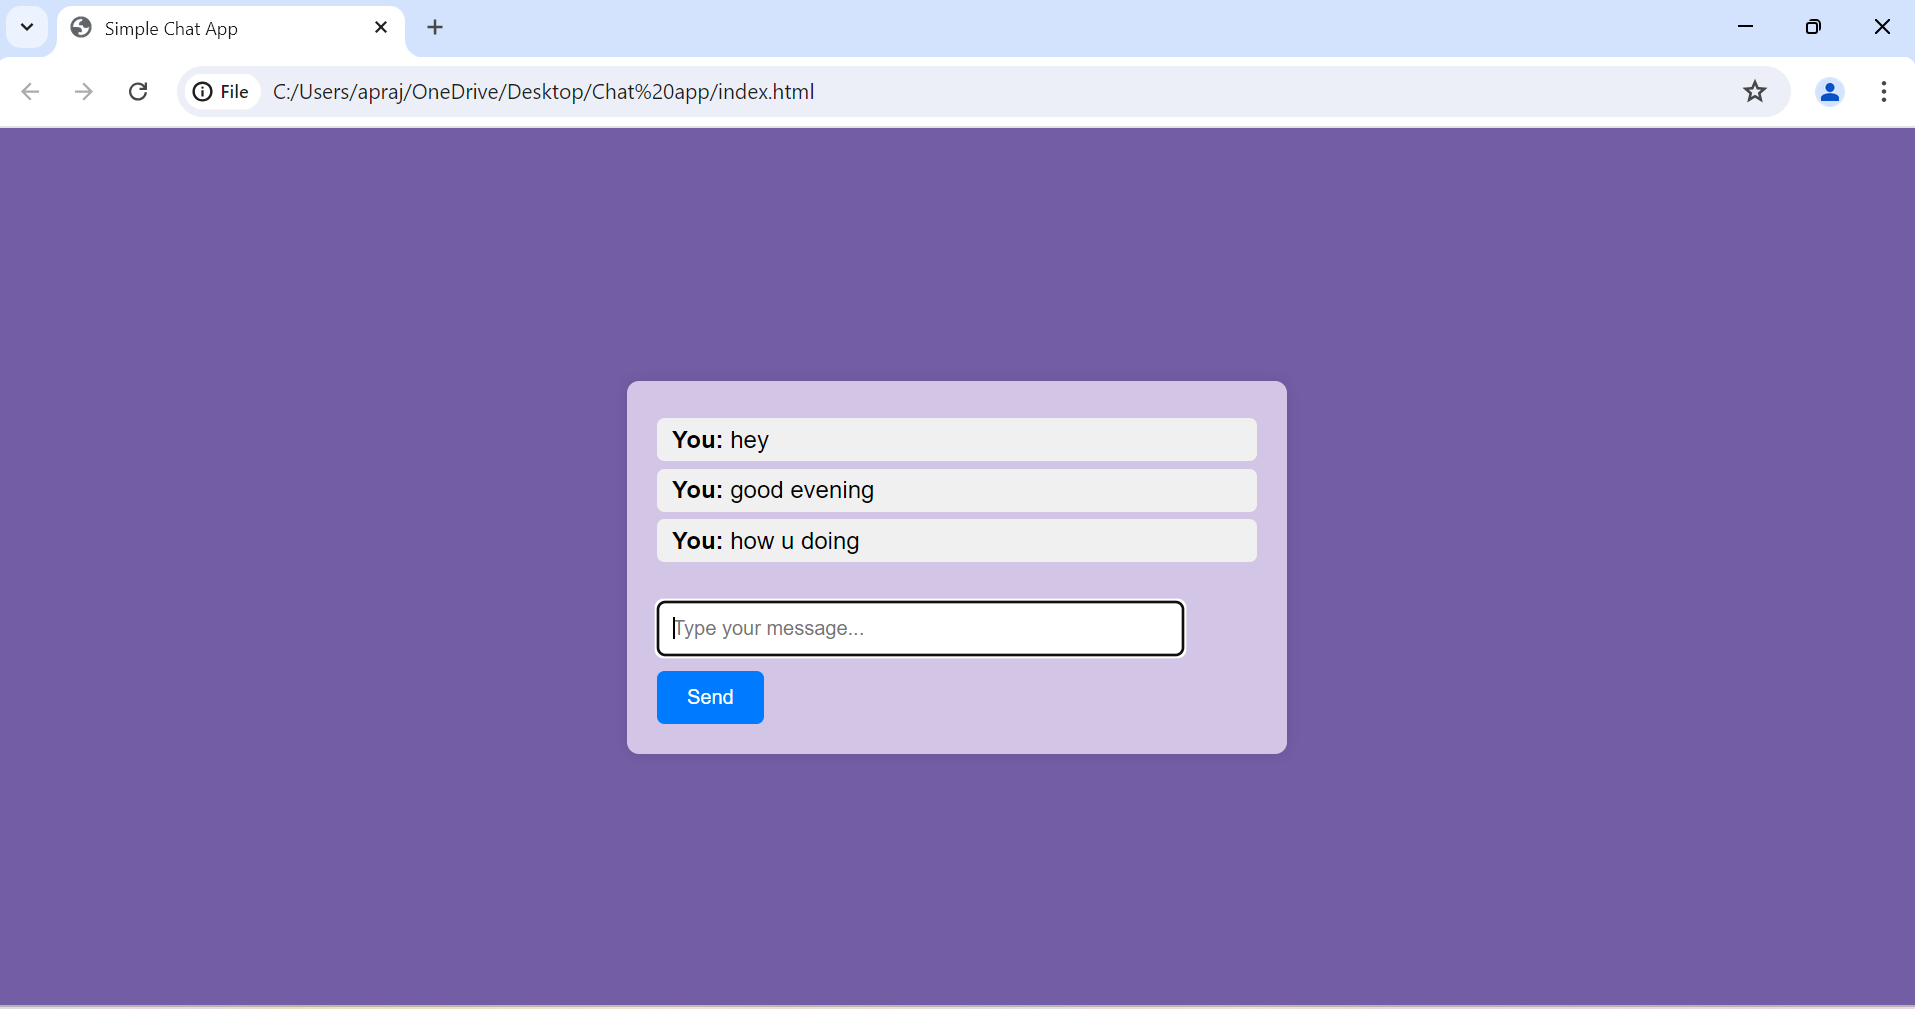 Simple Chat App
File C:/Users/apraj/OneDrive/Desktop/Chat%20app/index.html
You: hey
You: good evening
You: how u doing
Type your message...
Send